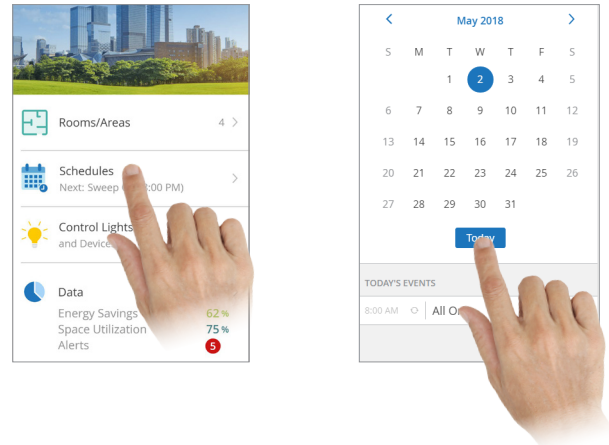 Rooms/Areas 4
Schedules
Next: Sweep :00 PM)
Control Lights
and Device
Data
Energy Savings 62 %
Space Utilization 75 %
Alerts 5
May 2018
S M T W T F S
1 2 3 4 5
6 7 8 9 10 11 12
13 14 15 16 17 18 19
20 21 22 23 24 25 26
27 28 29 30 31
Today
TODAY'S EVENTS
8:00 AM All On